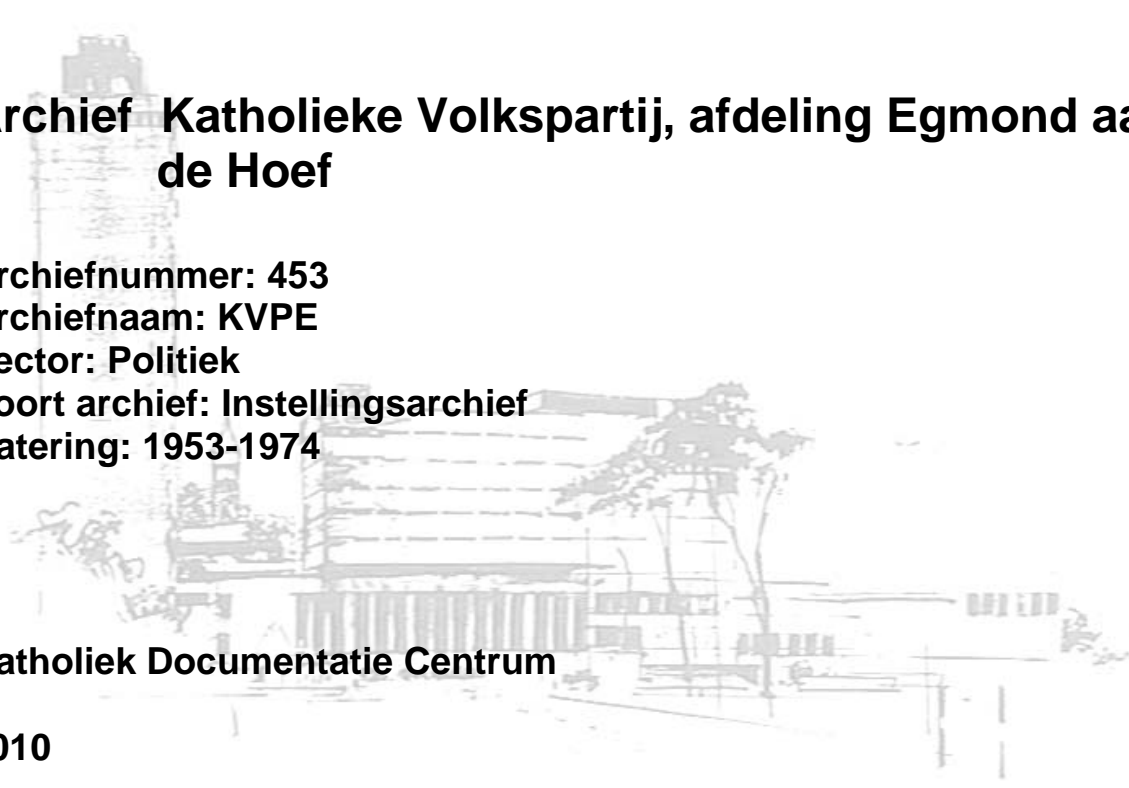 rchief Katholieke Volkspartij, afdeling Egmond aa
de Hoef
rchiefnummer: 453
rchiefnaam: KVPE
ector: Politiek
oort archief: Instellingsarchief
atering: 1953-1974
atholiek Documentatie Centrum
010